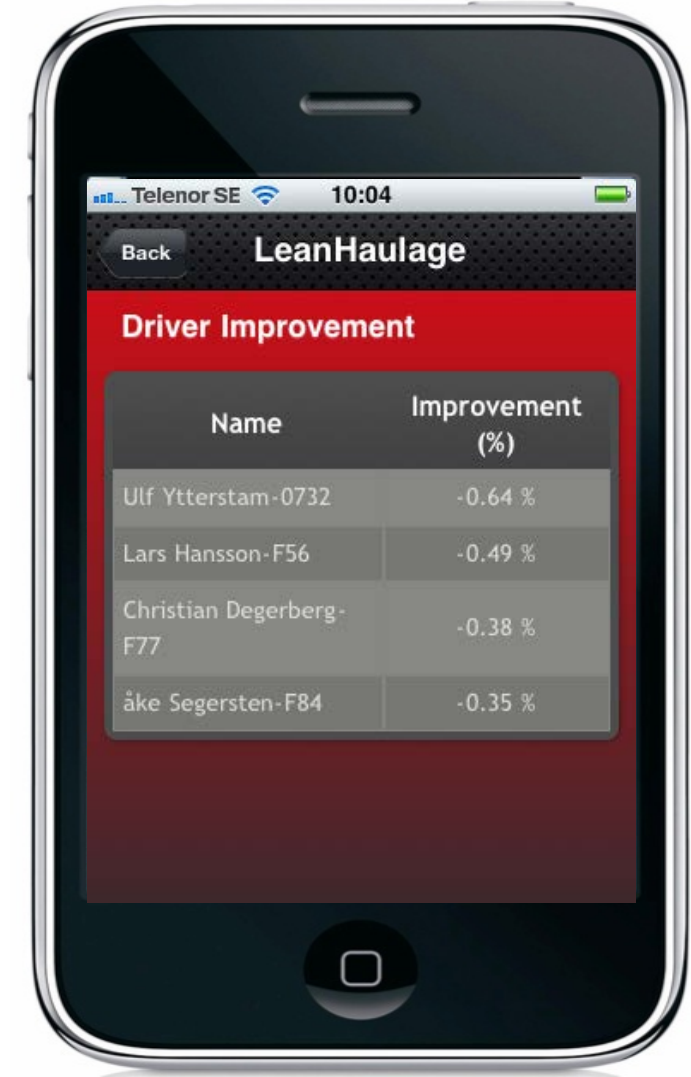 Telenor SE 10:04
Back LeanHaulage
Driver Improvement
Name Improvement
(%)
Ulf Ytterstam-0732 -0.64 %
Lars Hansson-F56 -0.49 %
Christian Degerberg-
F77 -0.38 %
åke Segersten-F84 -0.35 %